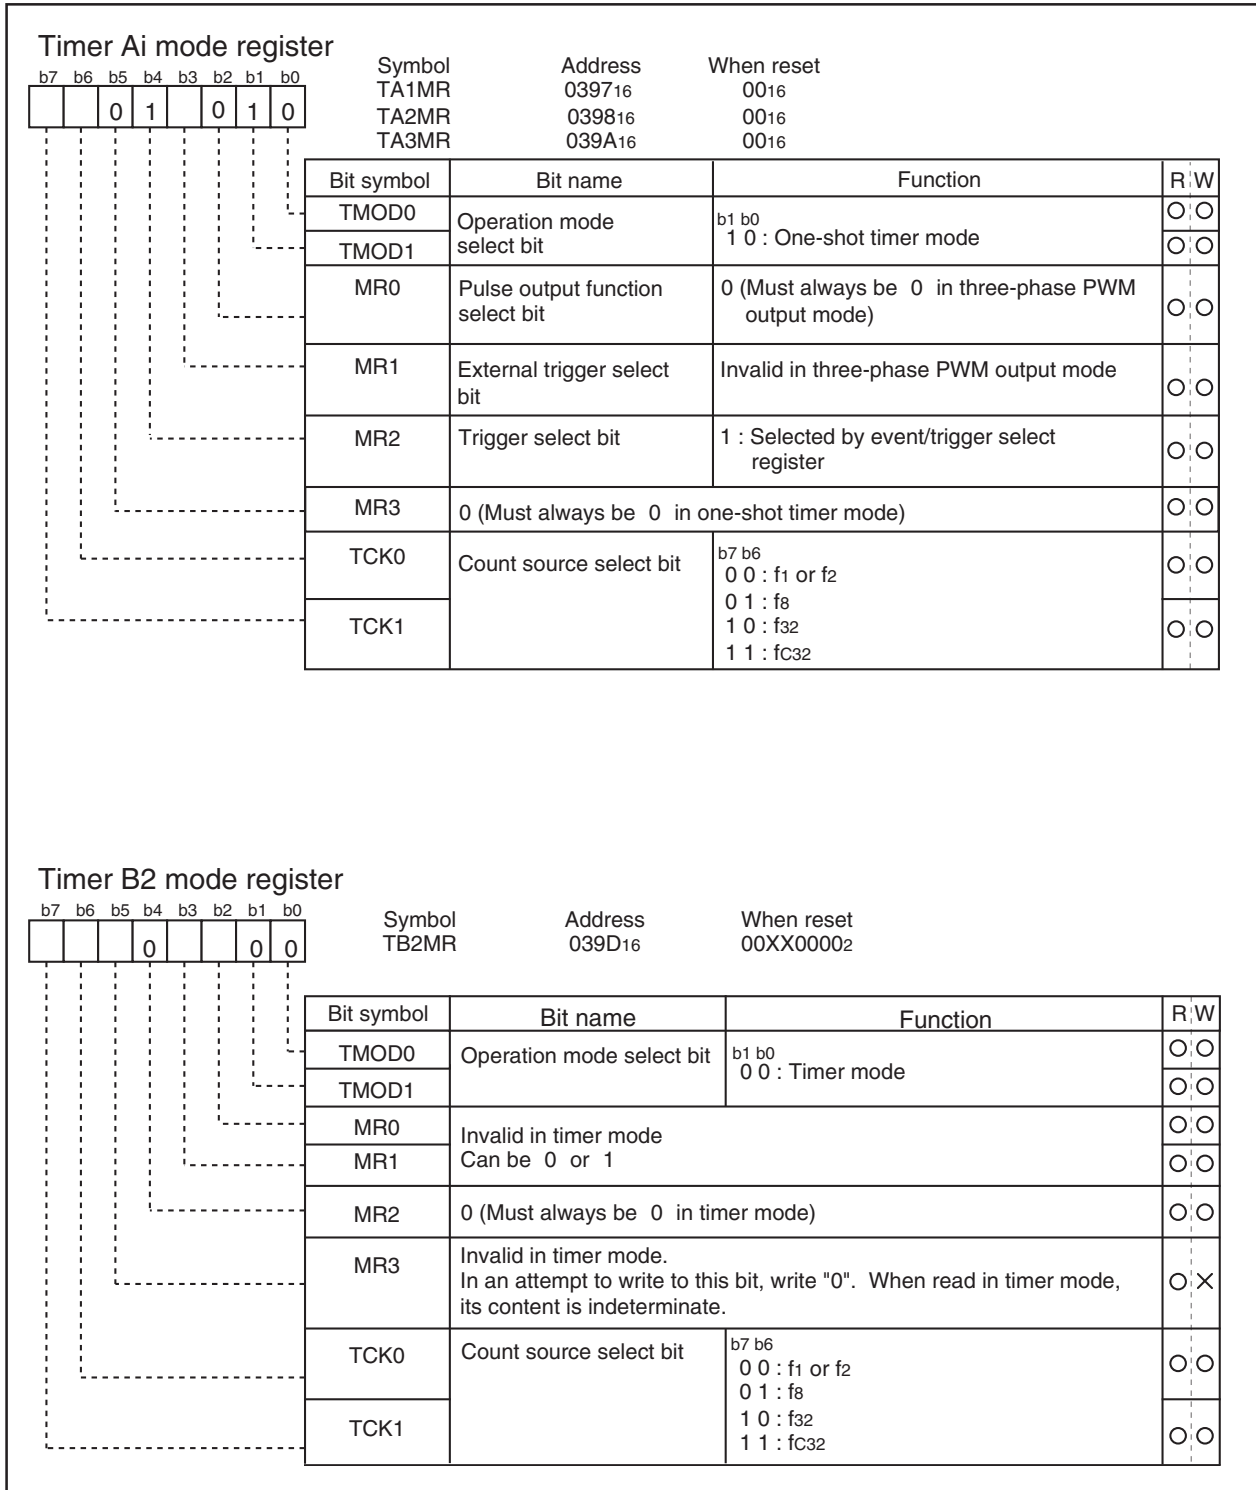 Timer Ai mode register
b7 b6 b5 b4 b3 b2 b1 b0
0 1 0 1 0
Symbol Address When reset
TA1MR 039716 0016
TA2MR 039816 0016
TA3MR 039A16 0016
Bit symbol Bit name Function R W
TMOD0
TMOD1
Operation mode
select bit
b1 b0
1 0 : One-shot timer mode
MR0 Pulse output function
select bit
0 (Must always be 0 in three-phase PWM
output mode)
MR1 External trigger select
bit
Invalid in three-phase PWM output mode
MR2 Trigger select bit
1 : Selected by event/trigger select
register
MR3 0 (Must always be 0 in one-shot timer mode)
TCK0
TCK1
Count source select bit
b7 b6
0 0 : f1 or f2
0 1 : f8
1 0 : f32
1 1 : fC32
Timer B2 mode register
b7 b6 b5 b4 b3 b2 b1 b0
0 0 0
Symbol Address When reset
TB2MR 039D16 00XX00002
Bit symbol Bit name Function R W
TMOD0
TMOD1
Operation mode select bit
b1 b0
0 0 : Timer mode
MR0
MR1
Invalid in timer mode
Can be 0 or 1
MR2 0 (Must always be 0 in timer mode)
MR3
Invalid in timer mode.
In an attempt to write to this bit, write "0". When read in timer mode,
its content is indeterminate.
TCK0
TCK1
Count source select bit
b7 b6
0 0 : f1 or f2
0 1 : f8
1 0 : f32
1 1 : fC32